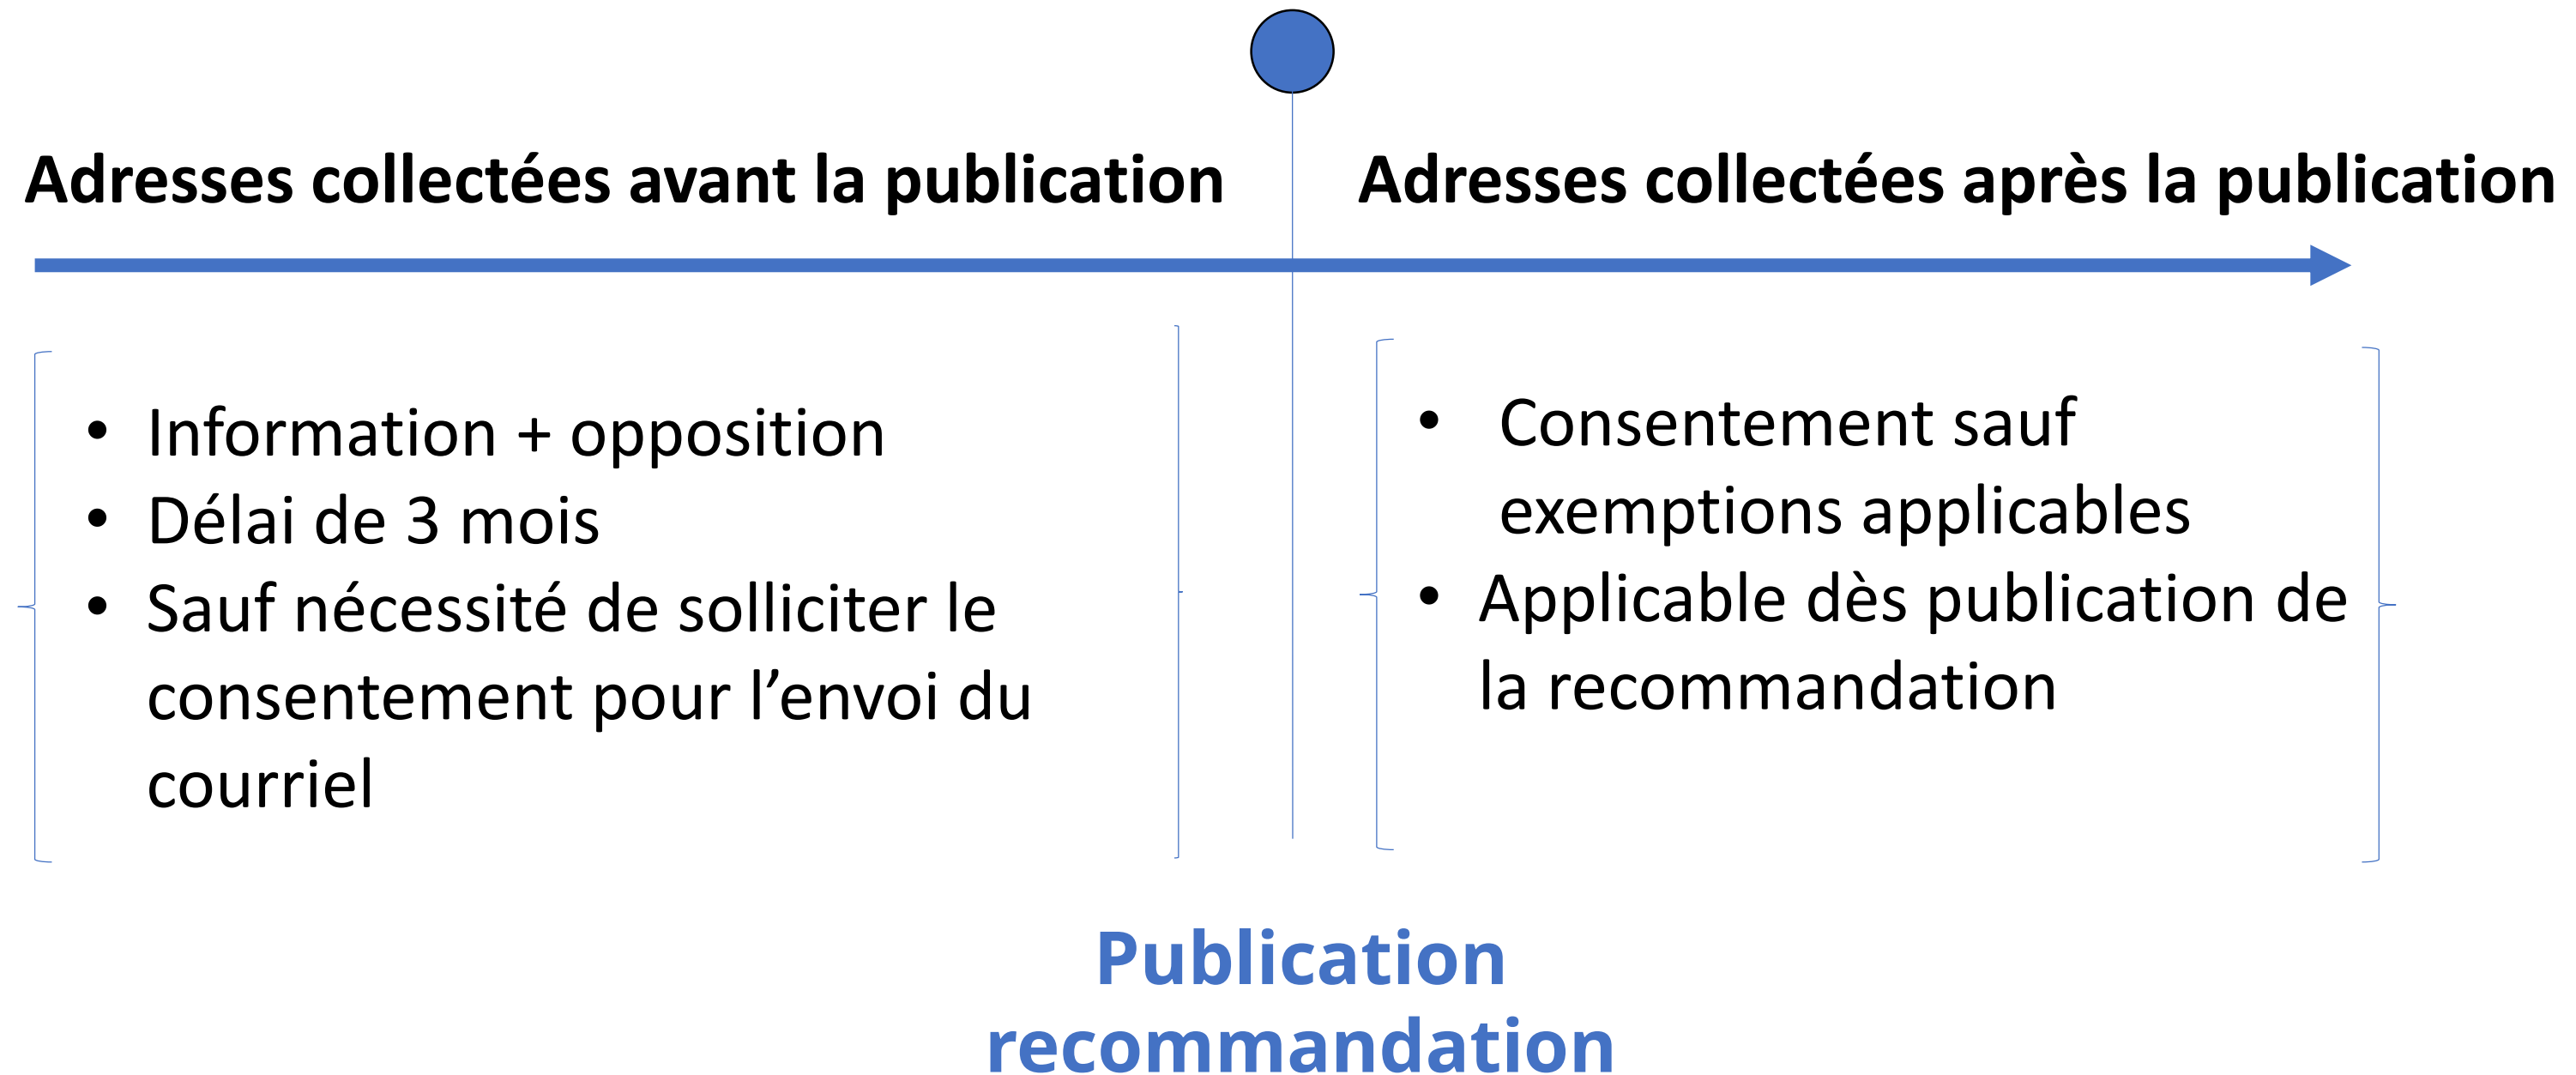 Adresses collectées avant la publication
Adresses collectées après la publication
• Information + opposition
• Délai de 3 mois
• Sauf nécessité de solliciter le
consentement pour l’envoi du
courriel
• Consentement sauf
exemptions applicables
• Applicable dès publication de
la recommandation
Publication
recommandation